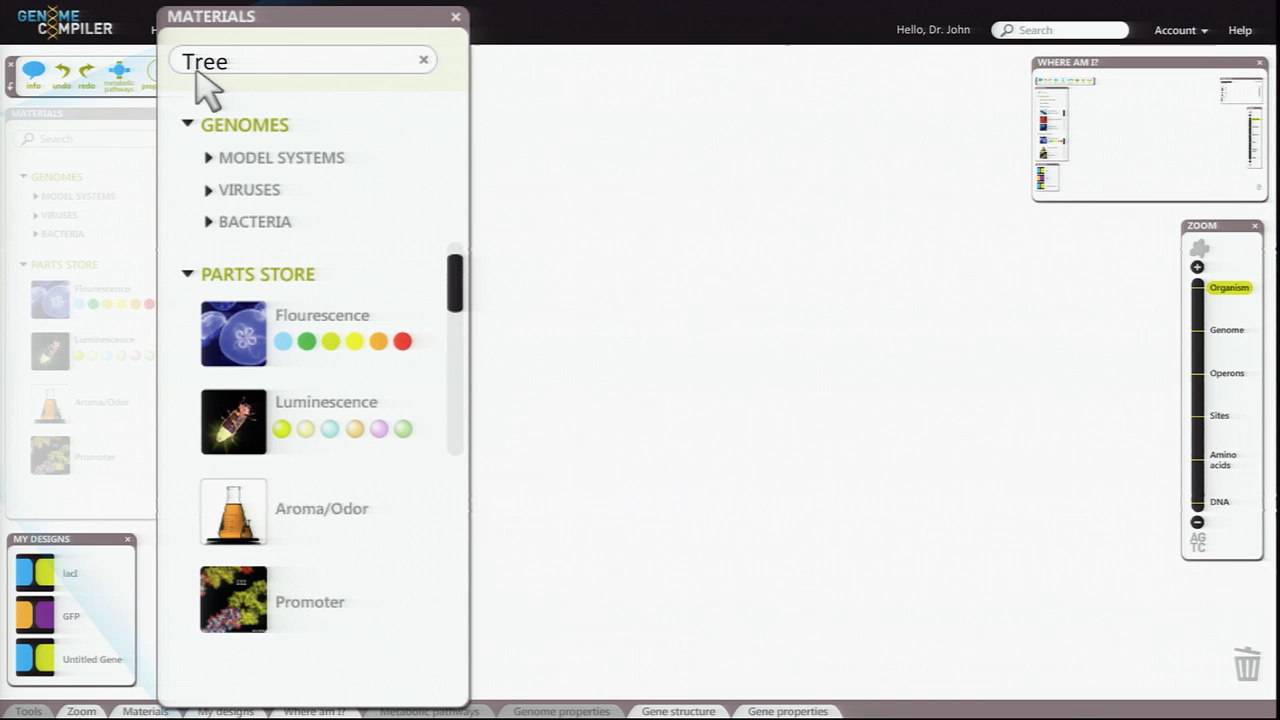 GENOME
COMPILER
H
Hello, Dr. John
Search
Account
Help
info
undo
redo
metabolic
pathways
MATERIALS
Search
GENOMES
MODEL SYSTEMS
VIRUSES
BACTERIA
PARTS STORE
Flourescence
Luminescence
Aroma/Odor
Promoter
MATERIALS
Tree
GENOMES
MODEL SYSTEMS
VIRUSES
BACTERIA
PARTS STORE
Flourescence
Luminescence
Aroma/Odor
Promoter
WHERE AM I?
ZOOM
Organism
Genome
Operons
Sites
Amino
acids
DNA
AG
TC
MY DESIGNS
lacI
GFP
Untitled Gene
Tools
Zoom
Materials
My designs
Where am I?
Metabolic pathways
Genome properties
Gene structure
Gene properties